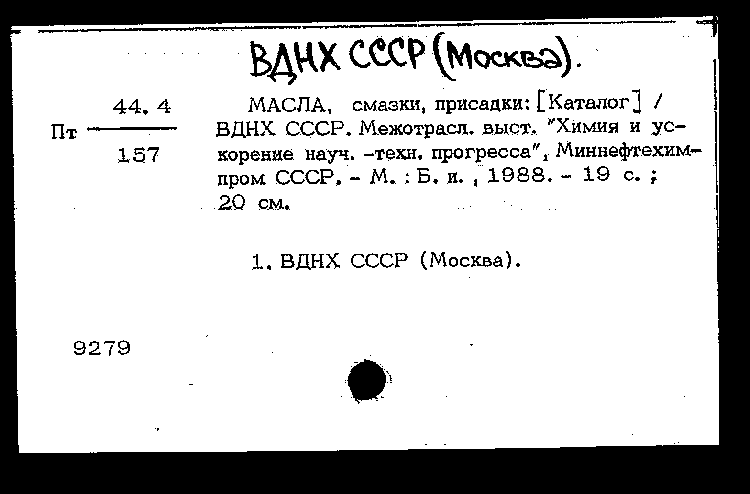 ВДНХ СССР (Москва).
44. 4
Пт
157
МАСЛА, смазки, присадки: [Каталог] /
ВДНХ СССР. Межотрасл. выст. "Химия и ус-
корение науч. -техн. прогресса", Миннефтехим-
пром СССР. - М. : Б. и. , 1988. - 19 с. ;
20 см.
1. ВДНХ СССР (Москва).
9279